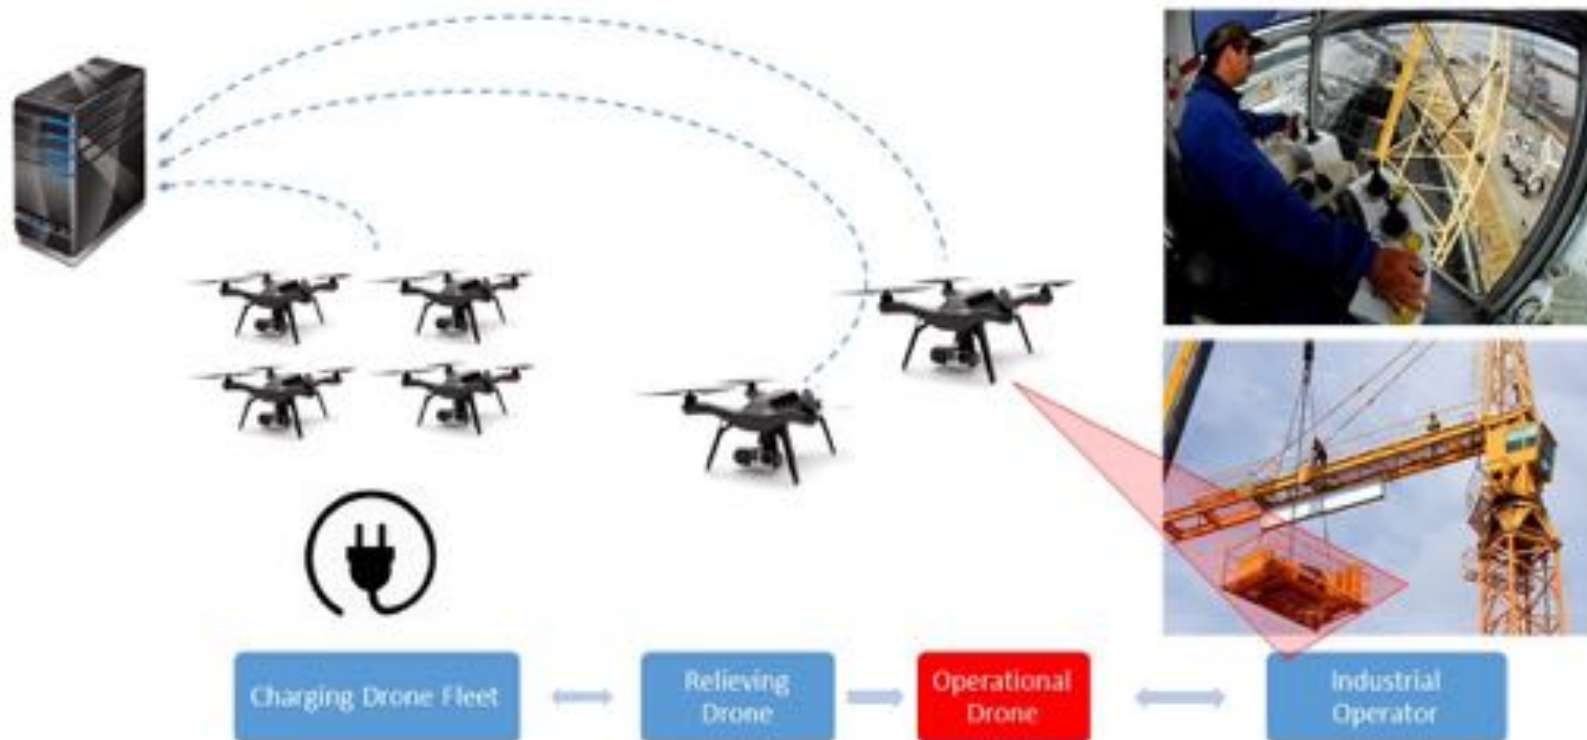 Charging Drone Fleet
Relieving
Drone
Operational
Drone
Industrial
Operator